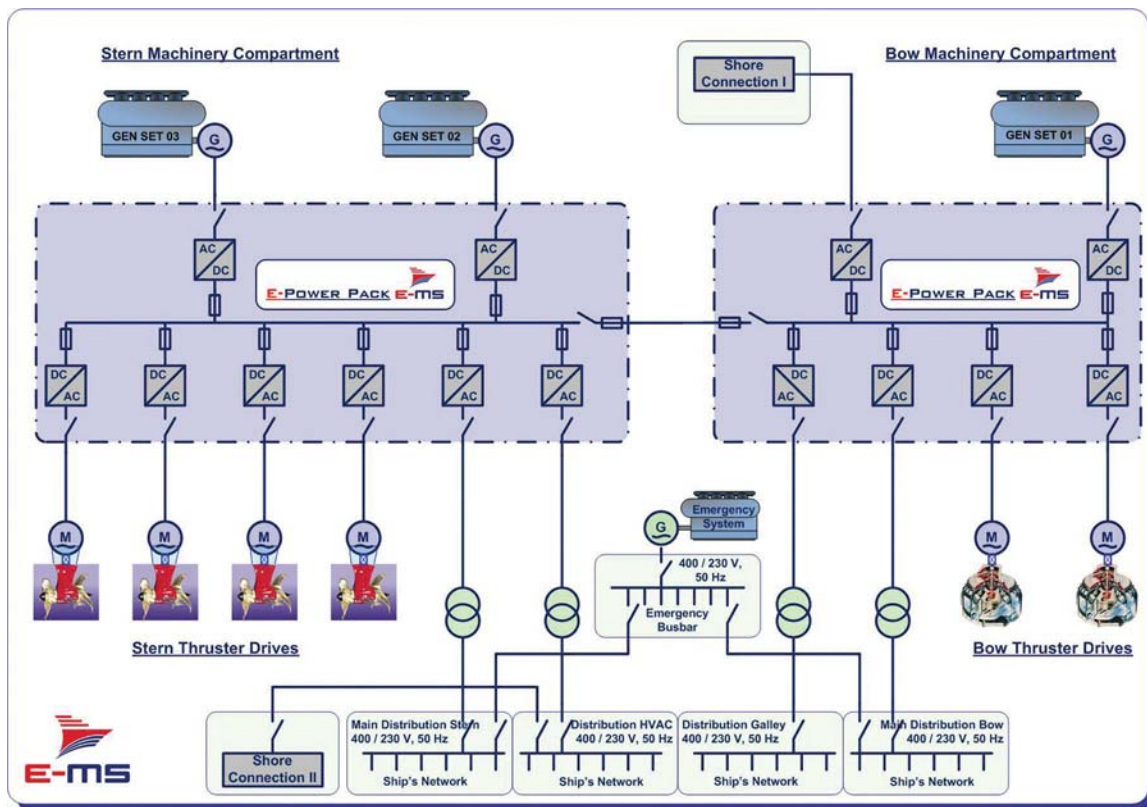 Stern Machinery Compartment
Bow Machinery Compartment
Shore
Connection I
GEN SET 03
G
GEN SET 02
G
GEN SET 01
G
AC
DC
AC
DC
AC
DC
AC
DC
E-POWER PACK E-MS
E-POWER PACK E-MS
DC
AC
DC
AC
DC
AC
DC
AC
DC
AC
DC
AC
DC
AC
DC
AC
DC
AC
DC
AC
Emergency
System
G
M
M
M
M
M
M
400 / 230 V,
50 Hz
Emergency
Busbar
Stern Thruster Drives
Bow Thruster Drives
E-MS
Shore
Connection II
Main Distribution Stern
400 / 230 V, 50 Hz
Ship's Network
Distribution HVAC
400 / 230 V, 50 Hz
Ship's Network
Distribution Galley
400 / 230 V, 50 Hz
Ship's Network
Main Distribution Bow
400 / 230 V, 50 Hz
Ship's Network